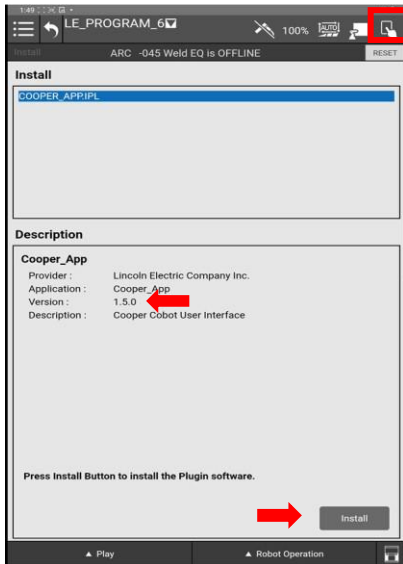 1:49
LE_PROGRAM_6
100%
AUTO
Install
ARC -045 Weld EQ is OFFLINE
RESET
Install
COOPER_APP.IPL
Description
Cooper_App
Provider : Lincoln Electric Company Inc.
Application : Cooper_App
Version : 1.5.0
Description : Cooper Cobot User Interface
Press Install Button to install the Plugin software.
Install
▲ Play
▲ Robot Operation